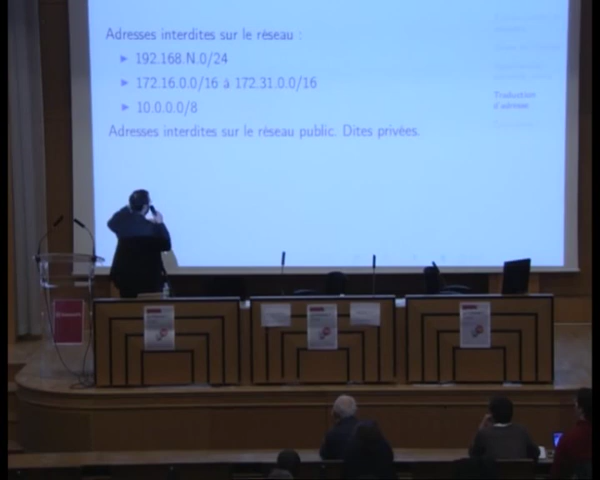 Adresses interdites sur le réseau :
► 192.168.N.0/24
► 172.16.0.0/16 à 172.31.0.0/16
► 10.0.0.0/8
Adresses interdites sur le réseau public. Dites privées.
Traduction
d'adresse